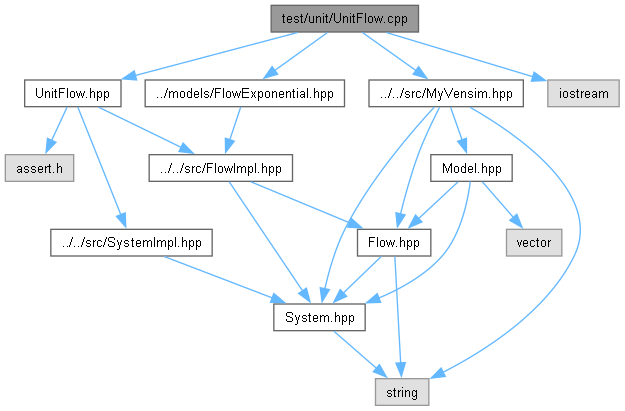 test/unit/UnitFlow.cpp
UnitFlow.hpp
../models/FlowExponential.hpp
../../src/MyVensim.hpp
iostream
assert.h
../../src/FlowImpl.hpp
Model.hpp
../../src/SystemImpl.hpp
Flow.hpp
vector
System.hpp
string